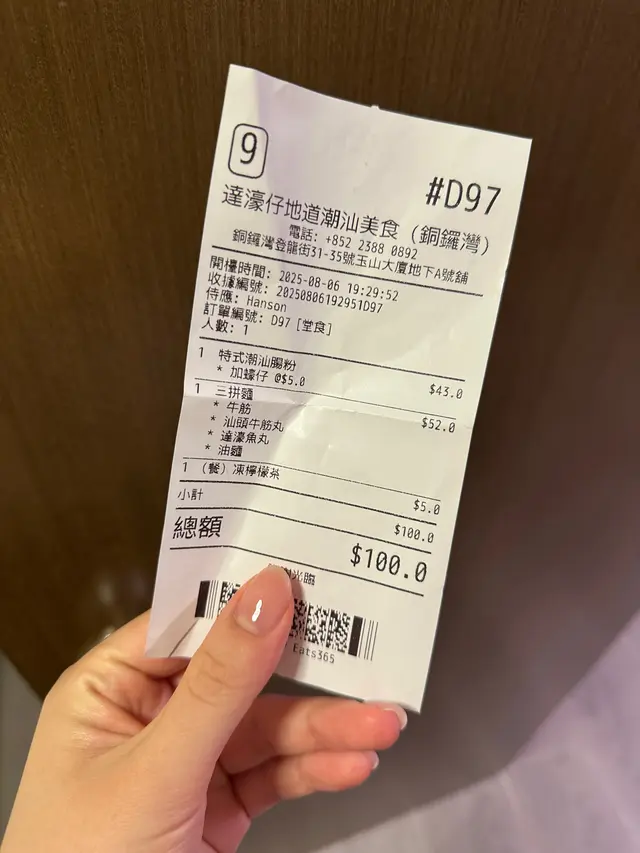 9
#D97
達濠仔地道潮汕美食（銅鑼灣）
電話: +852 2388 0892
銅鑼灣登龍街31-35號玉山大廈地下A號舖
開檯時間: 2025-08-06 19:29:52
收據編號: 20250806192951D97
侍應: Hanson
訂單編號: D97 [堂食]
人數: 1
1 特式潮汕腸粉 $43.0
* 加蠔仔 @$5.0
1 三拼麵 $52.0
* 牛筋
* 汕頭牛筋丸
* 達濠魚丸
* 油麵
1 （餐）凍檸檬茶 $5.0
小計 $100.0
總額 $100.0
光臨
Eats365